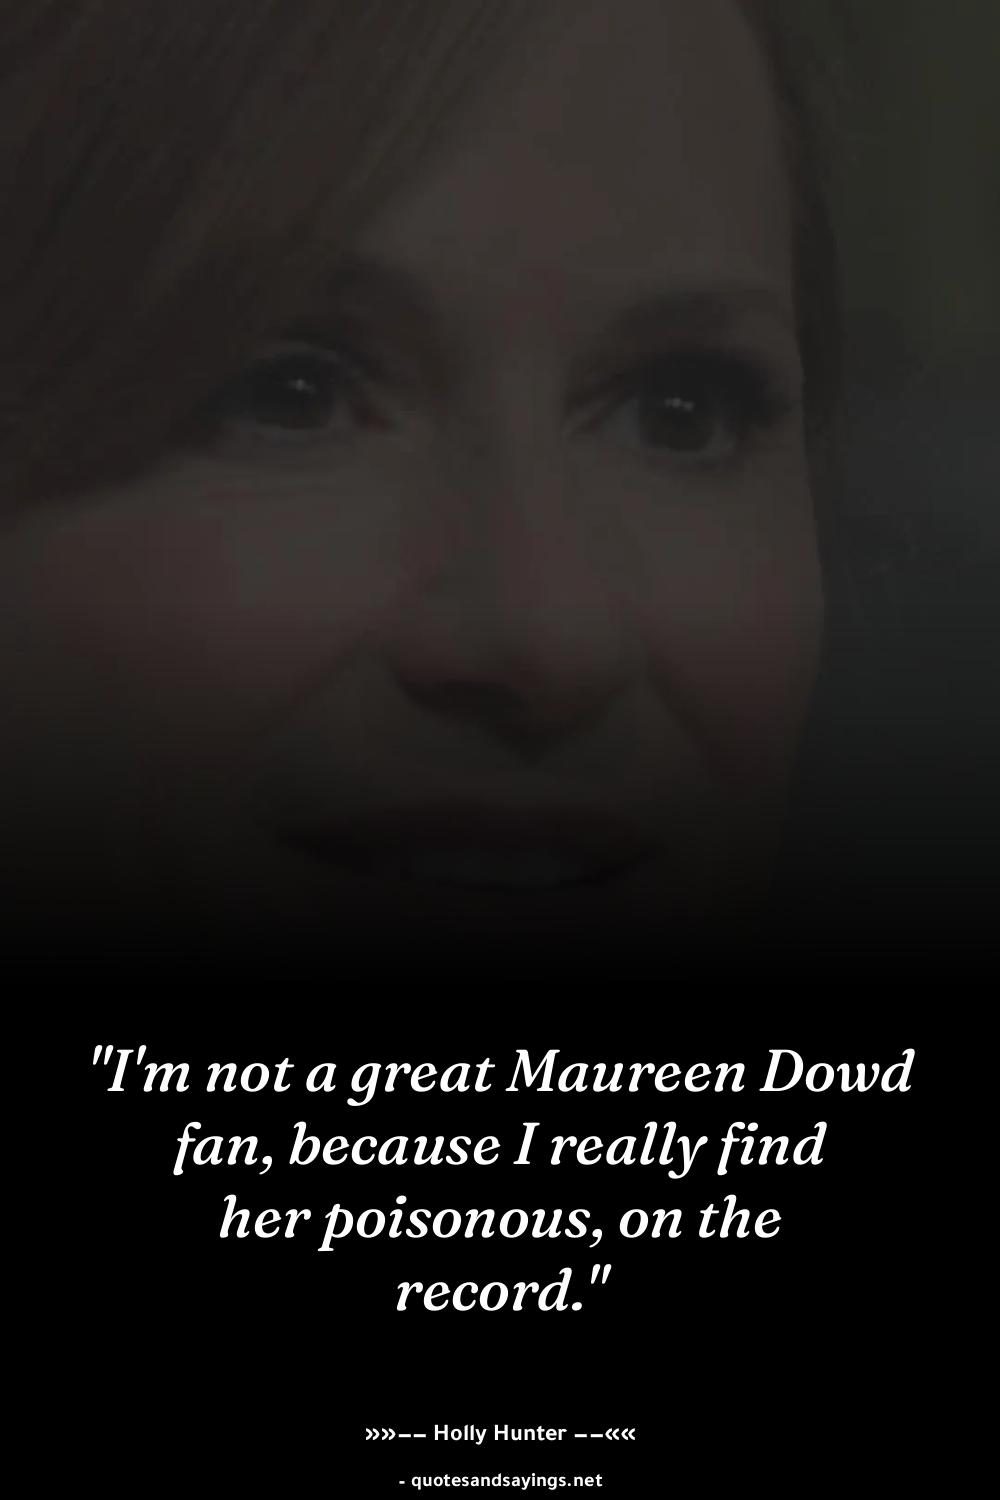 "I'm not a great Maureen Dowd
fan, because I really find
her poisonous, on the
record."
»»−− Holly Hunter −−««
- quotesandsayings.net